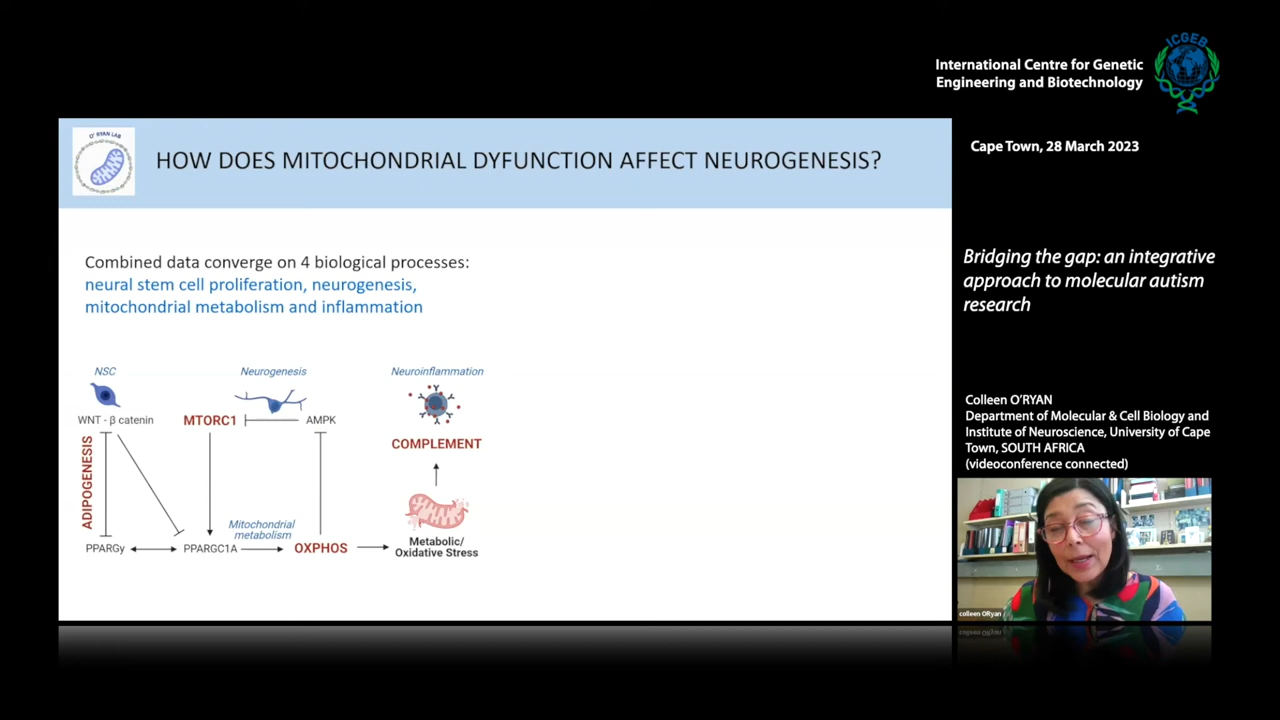 ICGEB
International Centre for Genetic
Engineering and Biotechnology
Cape Town, 28 March 2023
O' RYAN LAB
HOW DOES MITOCHONDRIAL DYFUNCTION AFFECT NEUROGENESIS?
Combined data converge on 4 biological processes:
neural stem cell proliferation, neurogenesis,
mitochondrial metabolism and inflammation
NSC
Neurogenesis
Neuroinflammation
WNT - β catenin
MTORC1
AMPK
COMPLEMENT
ADIPOGENESIS
Mitochondrial
metabolism
PPARGy
PPARGC1A
OXPHOS
Metabolic/
Oxidative Stress
Bridging the gap: an integrative
approach to molecular autism
research
Colleen O'RYAN
Department of Molecular & Cell Biology and
Institute of Neuroscience, University of Cape
Town, SOUTH AFRICA
(videoconference connected)
colleen ORyan